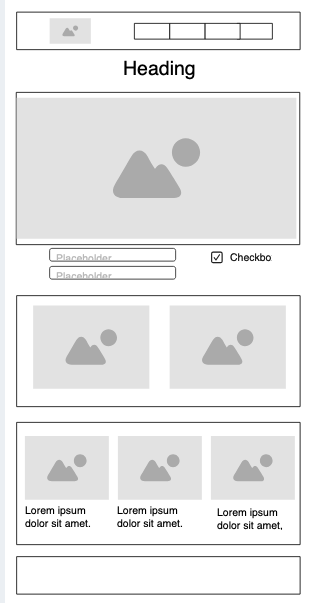 Heading
Placeholder
Checkbo
Placeholder
Lorem ipsum
dolor sit amet.
Lorem ipsum
dolor sit amet.
Lorem ipsum
dolor sit amet,